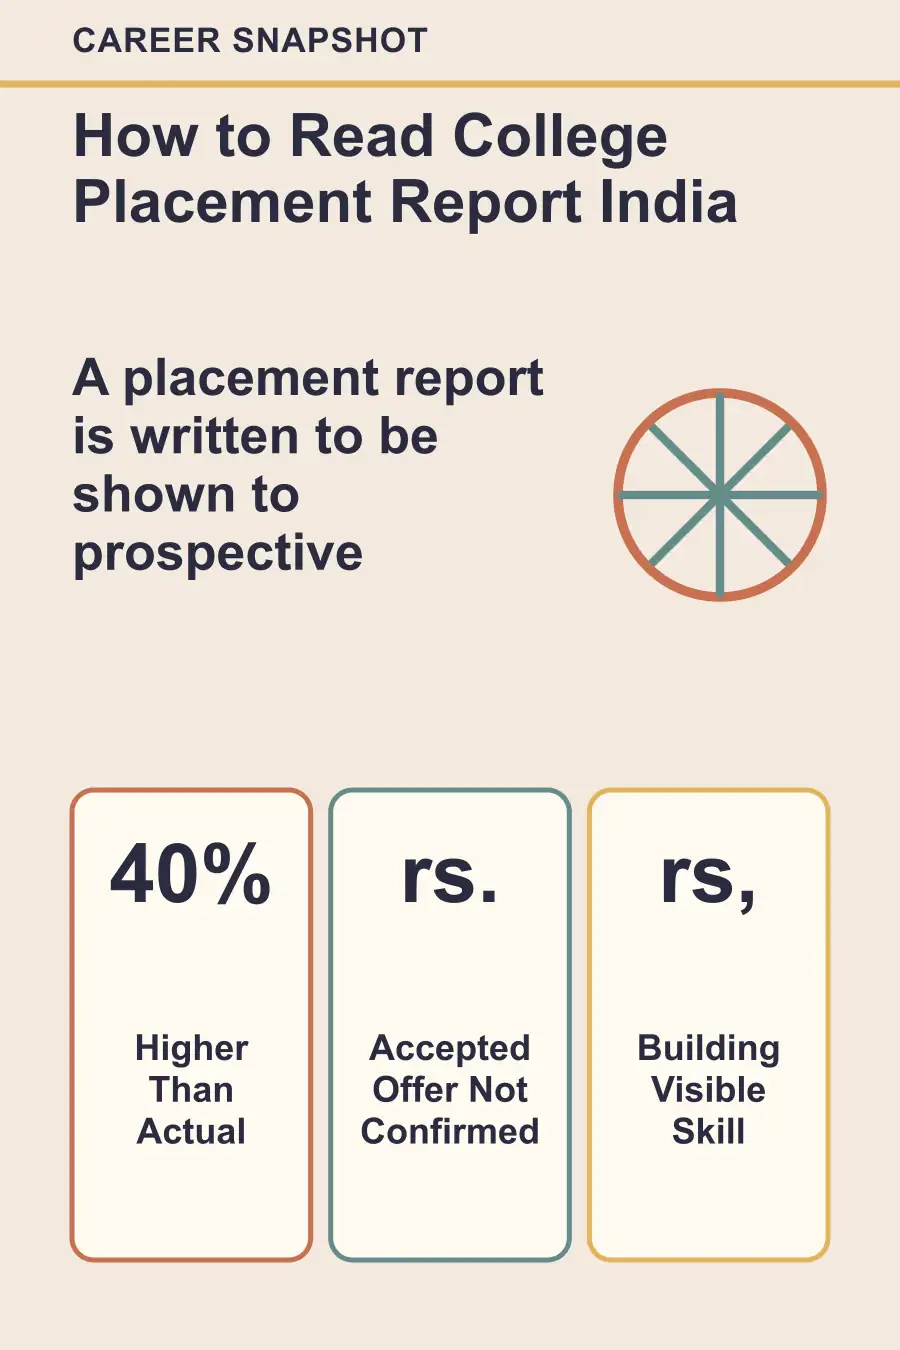 CAREER SNAPSHOT
How to Read College
Placement Report India
A placement report
is written to be
shown to
prospective
40%
Higher
Than
Actual
rs.
Accepted
Offer Not
Confirmed
rs,
Building
Visible
Skill